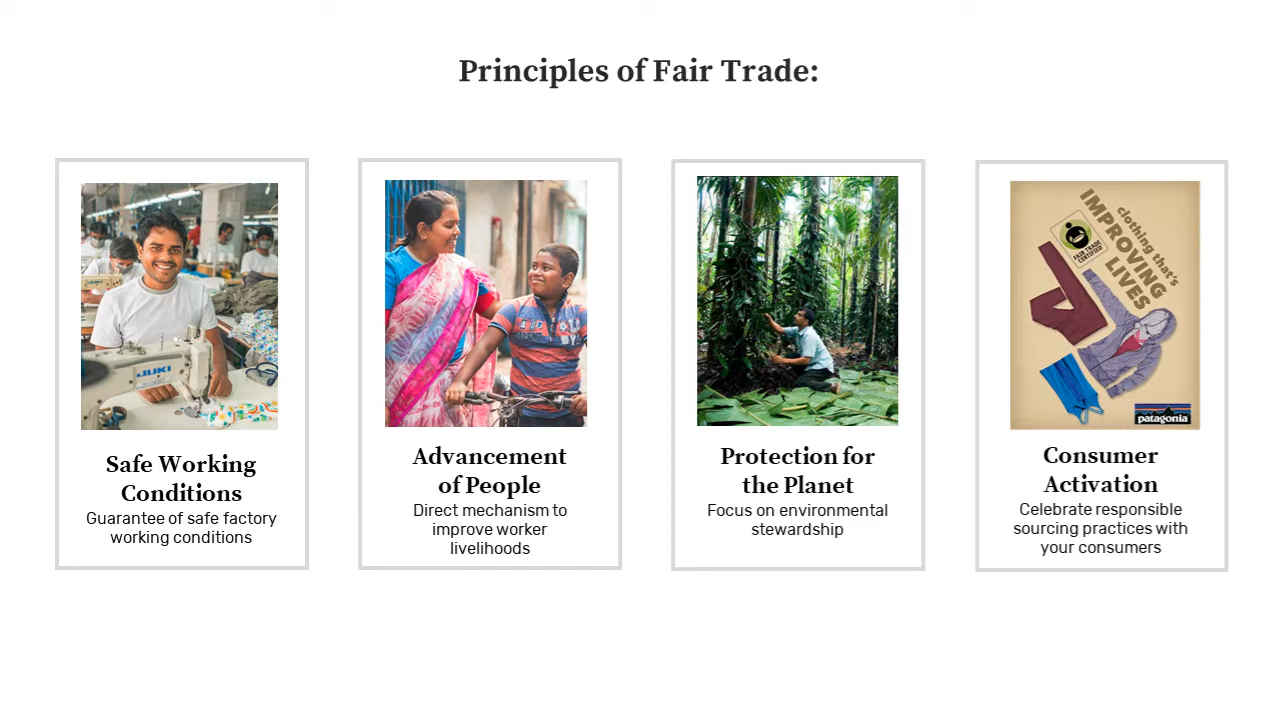 Principles of Fair Trade:
JUKI
Safe Working
Conditions
Guarantee of safe factory
working conditions
Advancement
of People
Direct mechanism to
improve worker
livelihoods
Protection for
the Planet
Focus on environmental
stewardship
clothing that's
IMPROVING
LIVES
FAIR TRADE
CERTIFIED
patagonia
Consumer
Activation
Celebrate responsible
sourcing practices with
your consumers